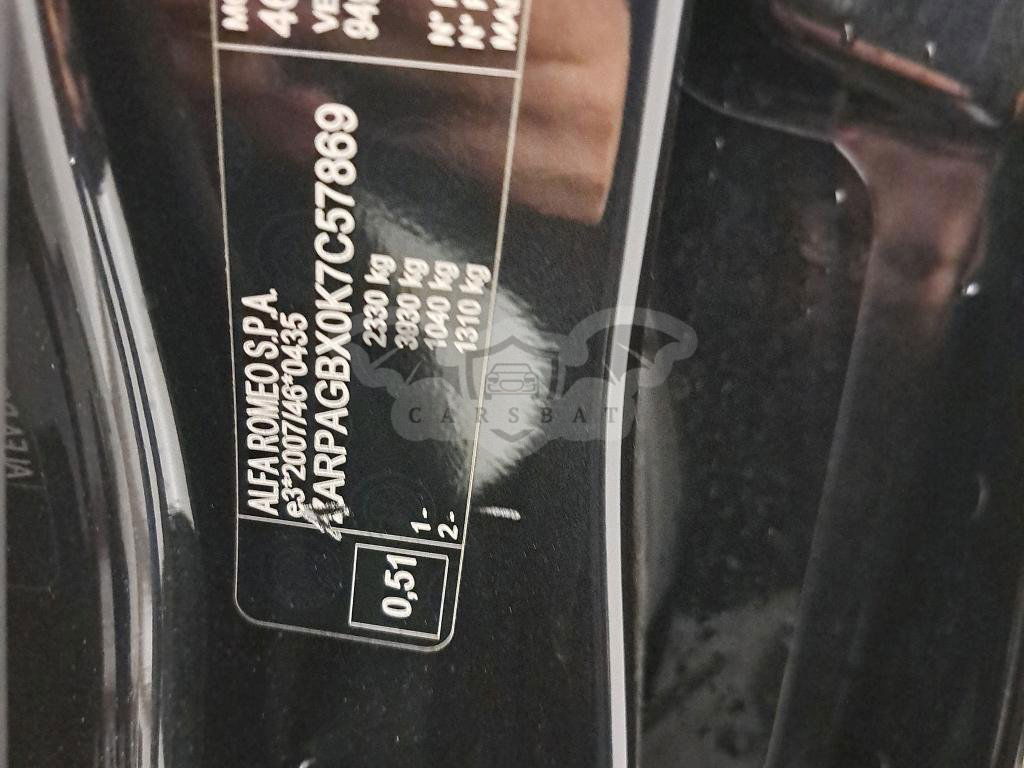 ALFA ROMEO S.P.A.
e3*2007/46*0435
ZARPAGBX0K7C57869
2330 kg
3930 kg
1- 1040 kg
2- 1310 kg
0,51
CARSBAT